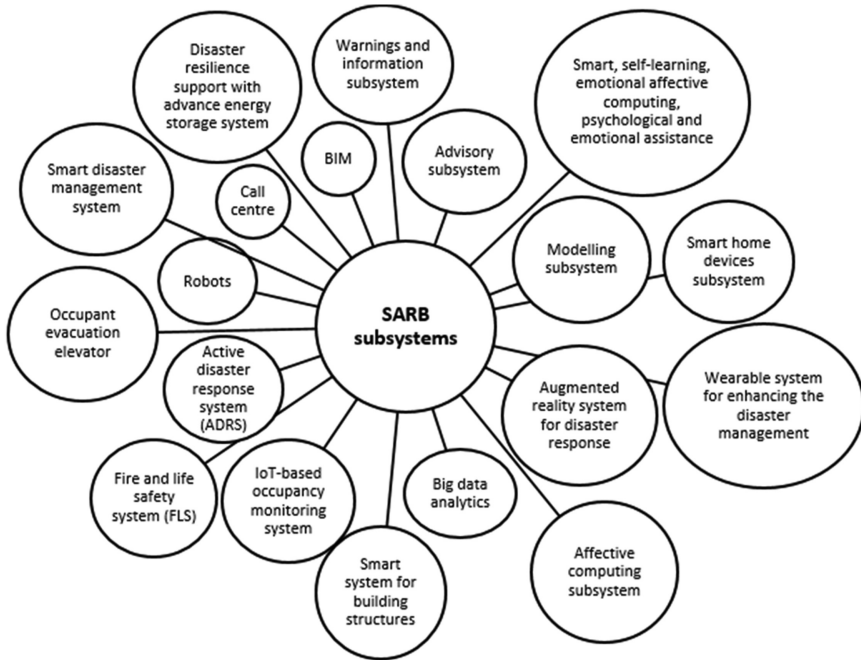 Disaster
resilience
support with
advance energy
storage system
Warnings and
information
subsystem
Smart, self-learning,
emotional affective
computing,
psychological and
emotional assistance
BIM
Advisory
subsystem
Smart disaster
management
system
Call
centre
Modelling
subsystem
Smart home
devices
subsystem
Robots
SARB
subsystems
Occupant
evacuation
elevator
Active
disaster
response
system
(ADRS)
Augmented
reality system
for disaster
response
Wearable system
for enhancing the
disaster
management
Fire and life
safety
system (FLS)
IoT-based
occupancy
monitoring
system
Big data
analytics
Smart
system for
building
structures
Affective
computing
subsystem